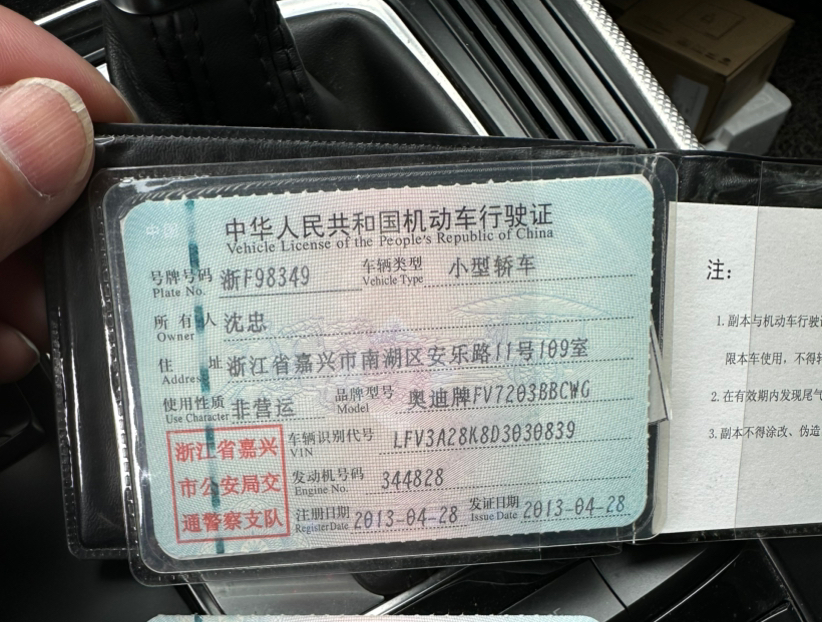 中国
中华人民共和国机动车行驶证
Vehicle License of the People's Republic of China
号牌号码 浙F98349 车辆类型 小型轿车
Plate No. Vehicle Type
所有人 沈忠
Owner
住址 浙江省嘉兴市南湖区安乐路11号109室
Address
使用性质 非营运 品牌型号 奥迪牌FV7203BBCWG
Use Character Model
浙江省嘉兴
市公安局交
通警察支队
车辆识别代号 LFV3A28K8D3030839
VIN
发动机号码 344828
Engine No.
注册日期 2013-04-28 发证日期 2013-04-28
Register Date Issue Date
注：
1. 副本与机动车行驶
限本车使用，不得
2. 在有效期内发现尾气
3. 副本不得涂改、伪造